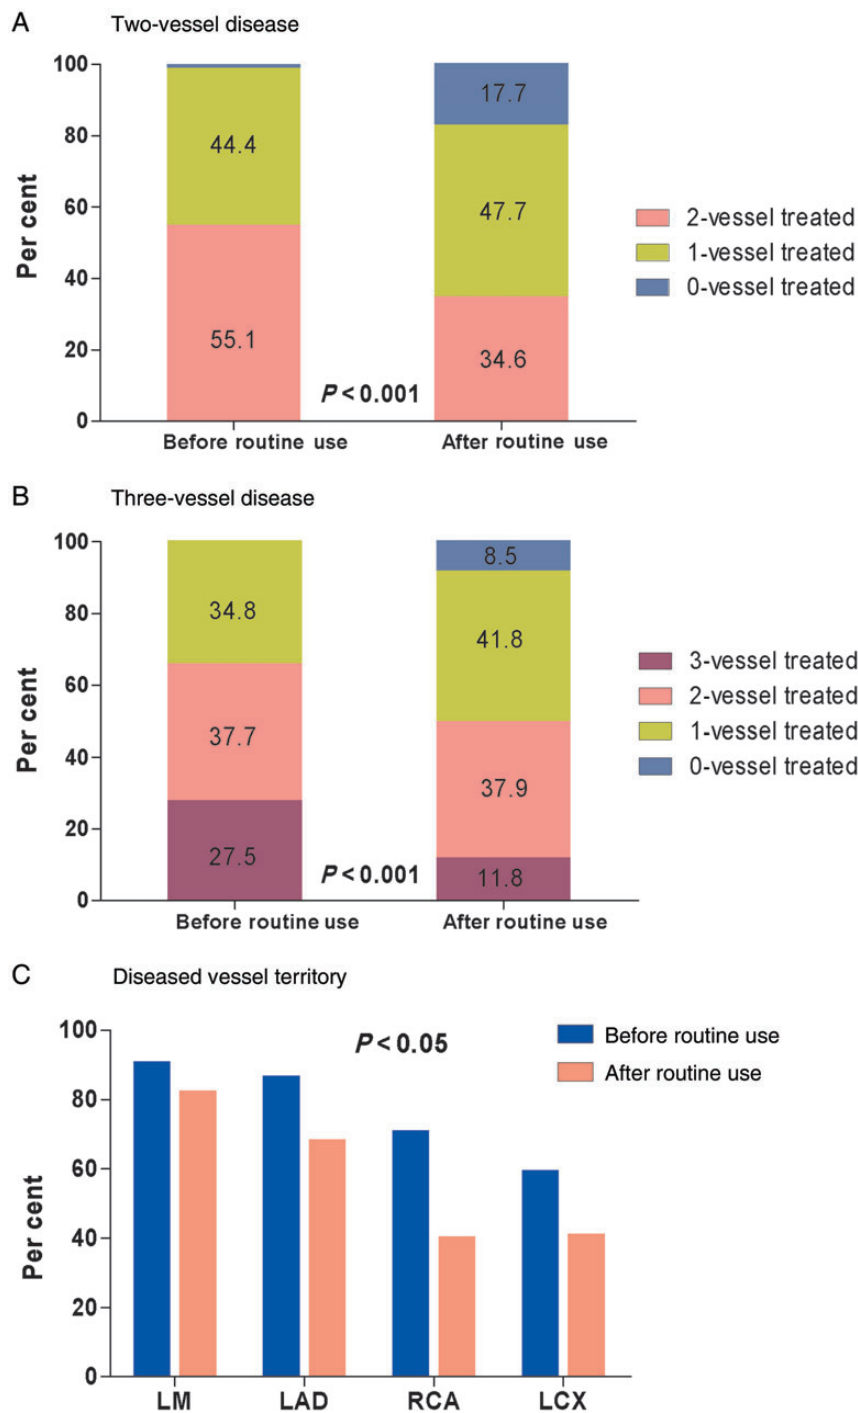 A Two-vessel disease
100
80
60
40
20
0
Per cent
44.4
55.1
17.7
47.7
34.6
P < 0.001
Before routine use
After routine use
2-vessel treated
1-vessel treated
0-vessel treated
B Three-vessel disease
100
80
60
40
20
0
Per cent
34.8
37.7
27.5
8.5
41.8
37.9
11.8
P < 0.001
Before routine use
After routine use
3-vessel treated
2-vessel treated
1-vessel treated
0-vessel treated
C Diseased vessel territory
100
80
60
40
20
0
Per cent
P < 0.05
Before routine use
After routine use
LM
LAD
RCA
LCX